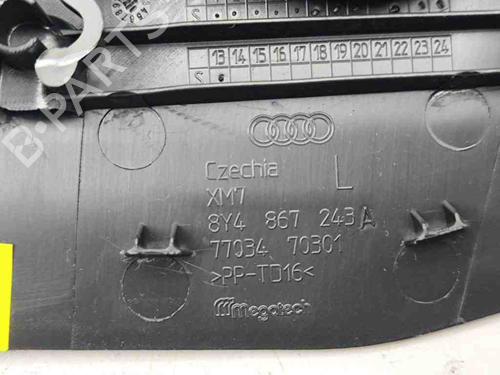 13 14 15 16 17 18 19 20 21 22 23 24
Czechia L
XM7
8Y4 867 243 A
77034 70301
>PP-TD16<
megatech
B-PARTS